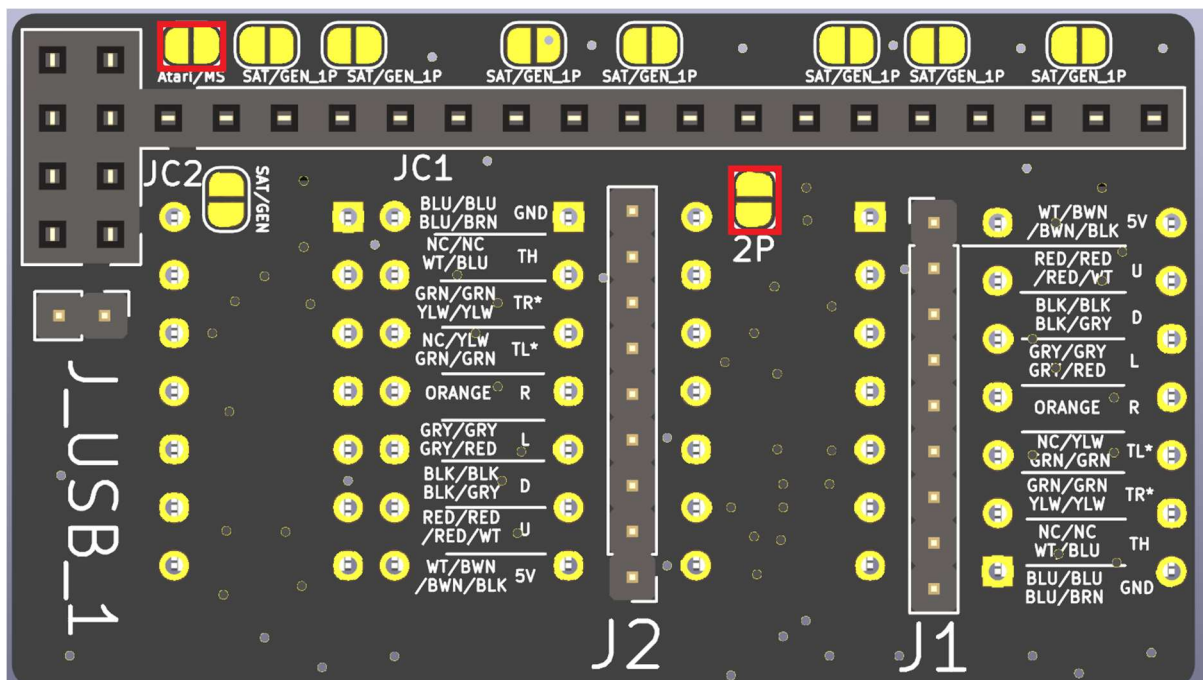 Atari/MS
SAT/GEN_1P
SAT/GEN_1P
SAT/GEN_1P
SAT/GEN_1P
SAT/GEN_1P
SAT/GEN_1P
SAT/GEN_1P
JC2
SAT/GEN
JC1
2P
BLU/BLU
BLU/BRN
GND
NC/NC
WT/BLU
TH
GRN/GRN
YLW/YLW
TR*
NC/YLW
GRN/GRN
TL*
ORANGE R
GRY/GRY
GRY/RED
L
BLK/BLK
BLK/GRY
D
RED/RED
/RED/WT
U
WT/BWN
/BWN/BLK
5V
WT/BWN
/BWN/BLK
5V
RED/RED
/RED/WT
U
BLK/BLK
BLK/GRY
D
GRY/GRY
GRY/RED
L
ORANGE R
NC/YLW
GRN/GRN
TL*
GRN/GRN
YLW/YLW
TR*
NC/NC
WT/BLU
TH
BLU/BLU
BLU/BRN
GND
J_USB_1
J2
J1